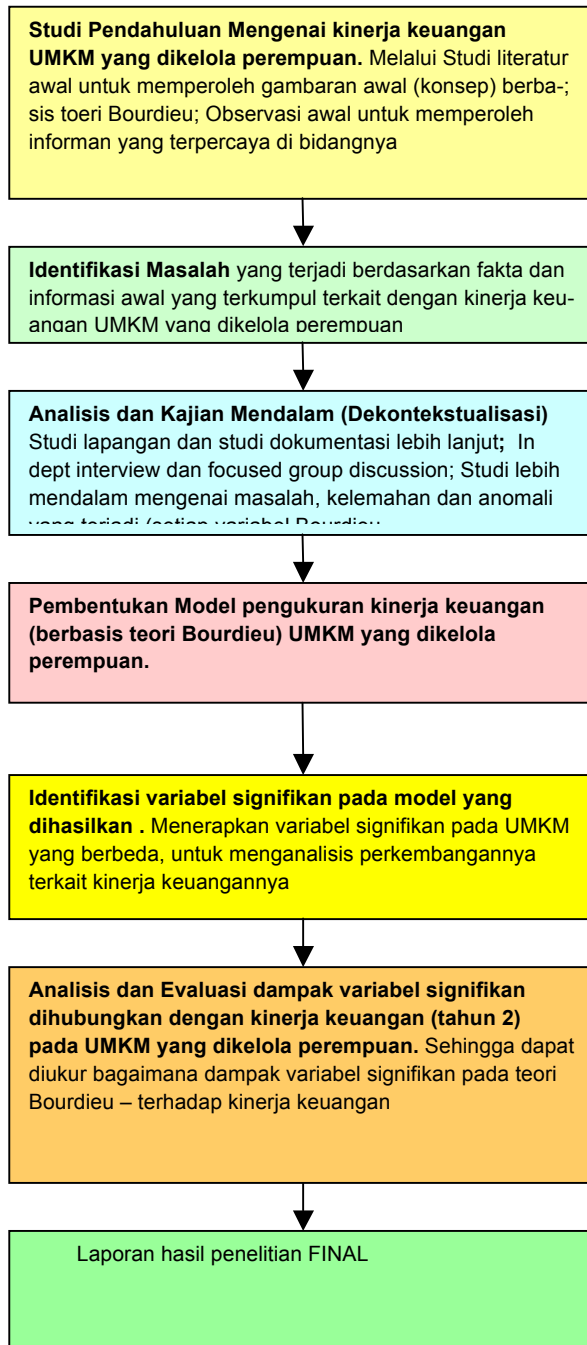 Studi Pendahuluan Mengenai kinerja keuangan
UMKM yang dikelola perempuan. Melalui Studi literatur
awal untuk memperoleh gambaran awal (konsep) berba-;
sis toeri Bourdieu; Observasi awal untuk memperoleh
informan yang terpercaya di bidangnya
Identifikasi Masalah yang terjadi berdasarkan fakta dan
informasi awal yang terkumpul terkait dengan kinerja keu-
angan UMKM yang dikelola perempuan
Analisis dan Kajian Mendalam (Dekontekstualisasi)
Studi lapangan dan studi dokumentasi lebih lanjut; In
dept interview dan focused group discussion; Studi lebih
mendalam mengenai masalah, kelemahan dan anomali
yang terjadi (setiap variabel Bourdieu
Pembentukan Model pengukuran kinerja keuangan
(berbasis teori Bourdieu) UMKM yang dikelola
perempuan.
Identifikasi variabel signifikan pada model yang
dihasilkan . Menerapkan variabel signifikan pada UMKM
yang berbeda, untuk menganalisis perkembangannya
terkait kinerja keuangannya
Analisis dan Evaluasi dampak variabel signifikan
dihubungkan dengan kinerja keuangan (tahun 2)
pada UMKM yang dikelola perempuan. Sehingga dapat
diukur bagaimana dampak variabel signifikan pada teori
Bourdieu – terhadap kinerja keuangan
Laporan hasil penelitian FINAL